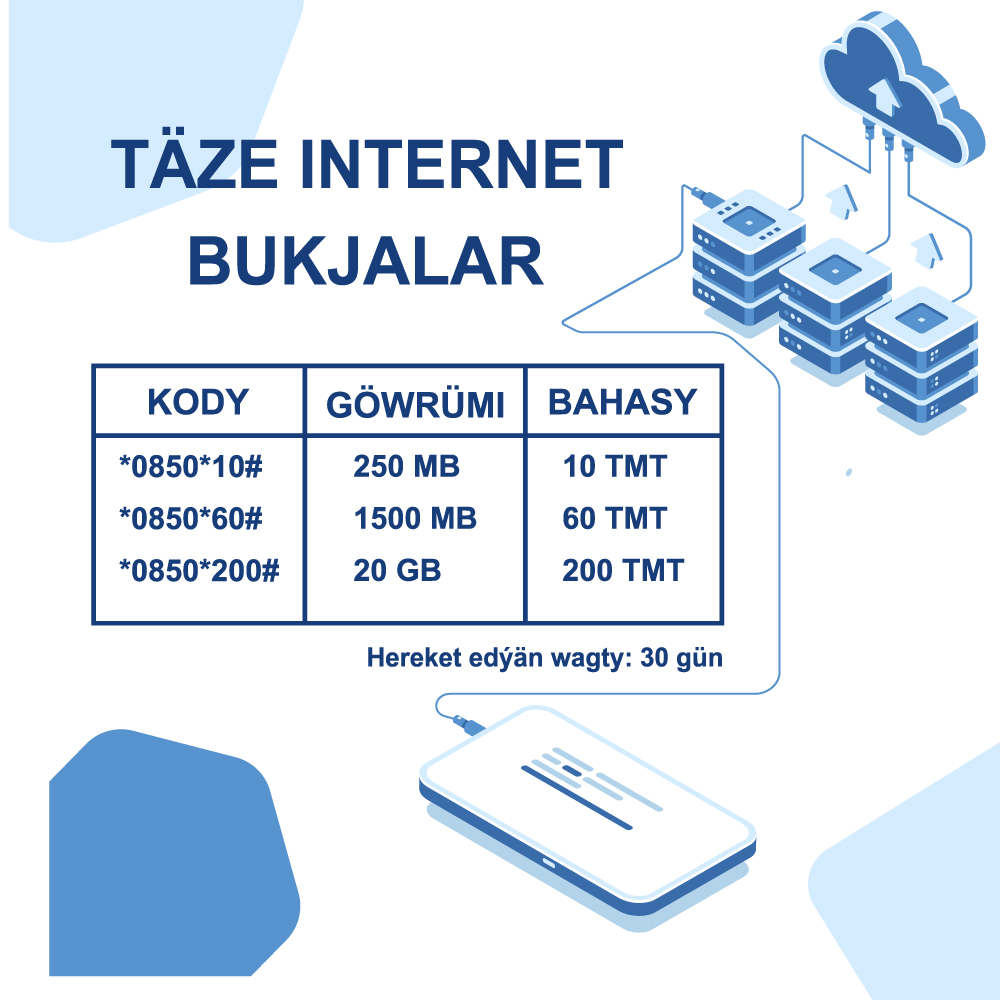 TÄZE INTERNET
BUKJALAR
KODY GÖWRÜMI BAHASY
*0850*10# 250 MB 10 TMT
*0850*60# 1500 MB 60 TMT
*0850*200# 20 GB 200 TMT
Hereket edýän wagty: 30 gün